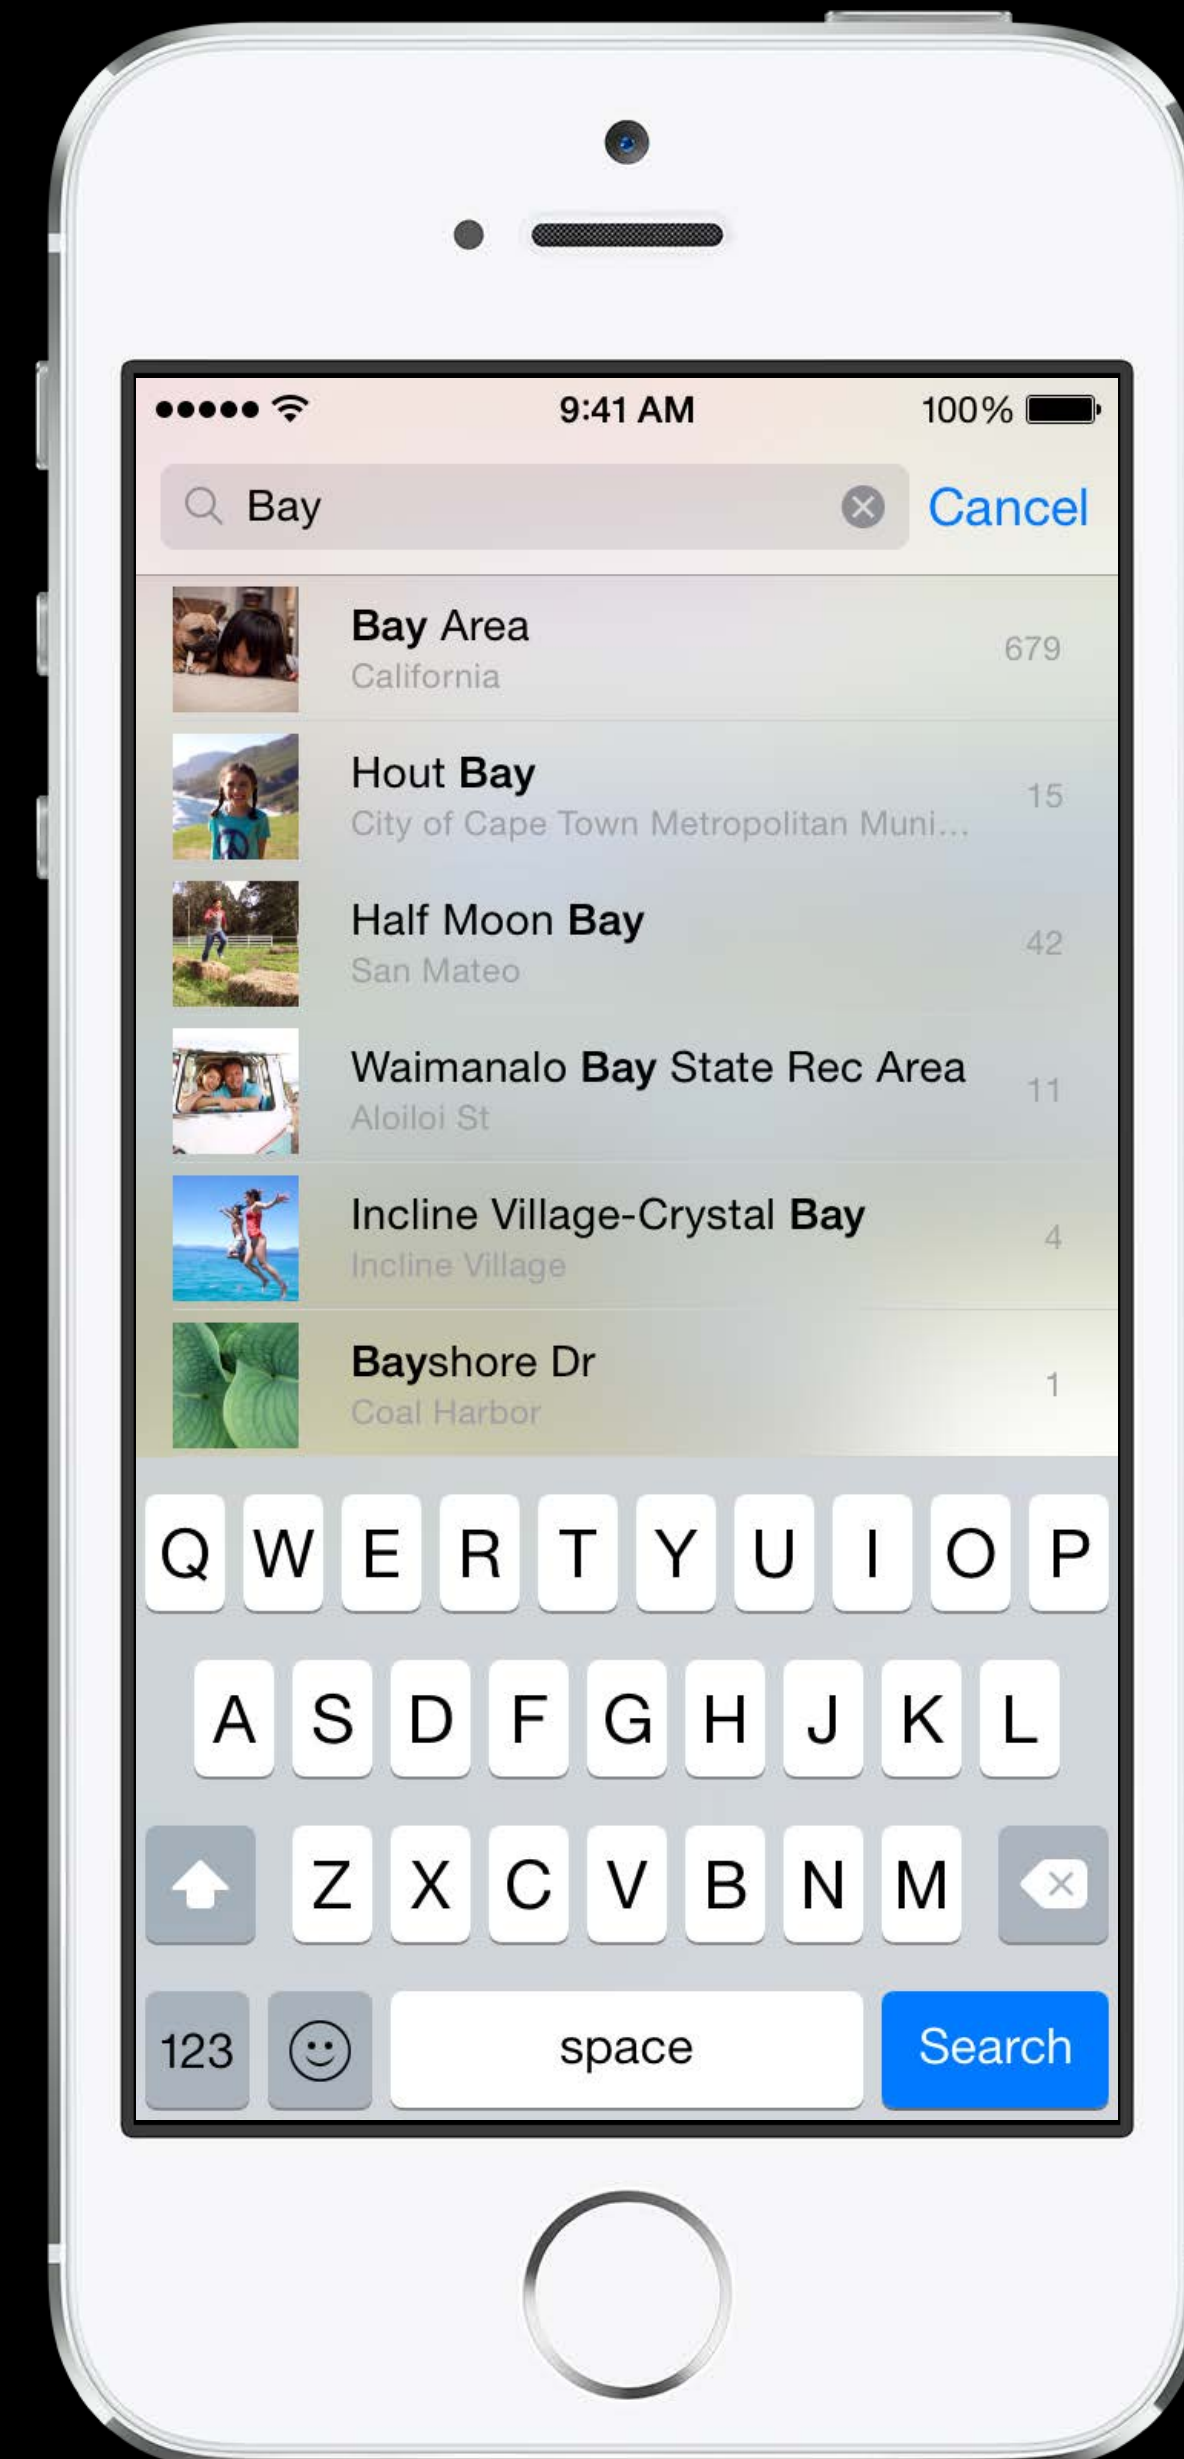 9:41 AM 100%
Bay Cancel
Bay Area
California
679
Hout Bay
City of Cape Town Metropolitan Muni...
15
Half Moon Bay
San Mateo
42
Waimanalo Bay State Rec Area
Aloiloi St
11
Incline Village-Crystal Bay
Incline Village
4
Bayshore Dr
Coal Harbor
1
Q W E R T Y U I O P
A S D F G H J K L
Z X C V B N M
123 space Search